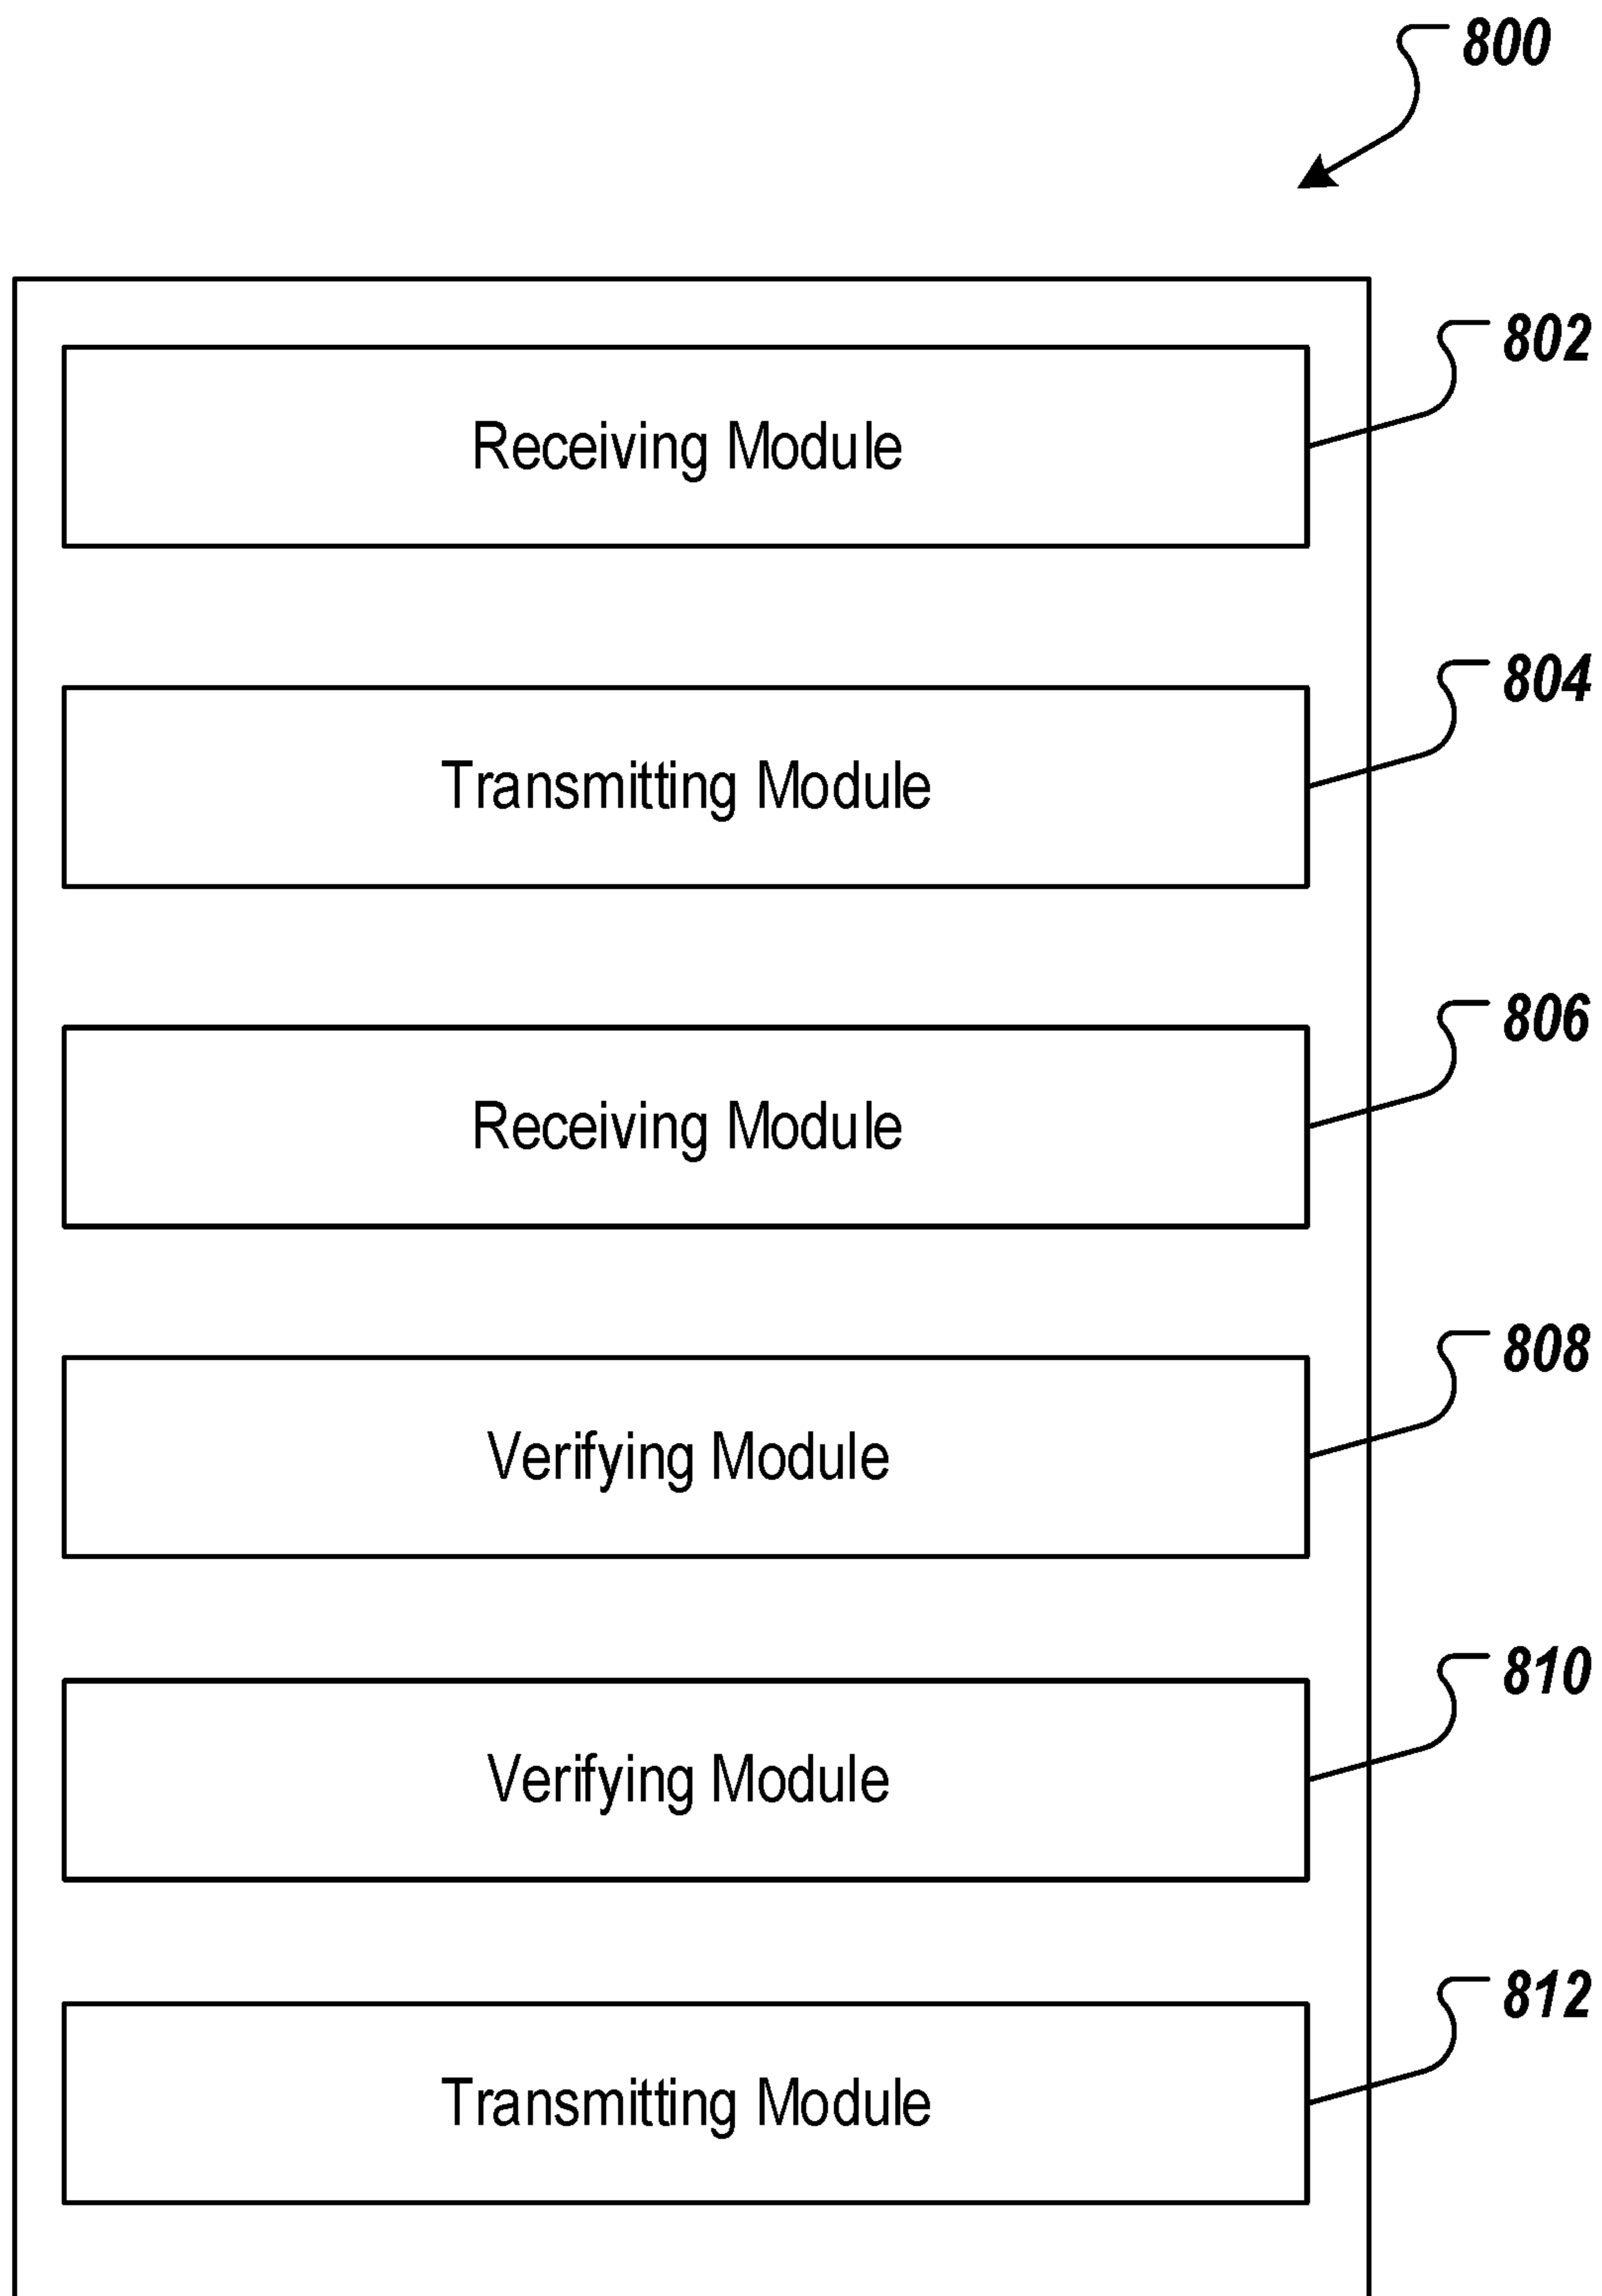 800
802
Receiving Module
804
Transmitting Module
806
Receiving Module
808
Verifying Module
810
Verifying Module
812
Transmitting Module